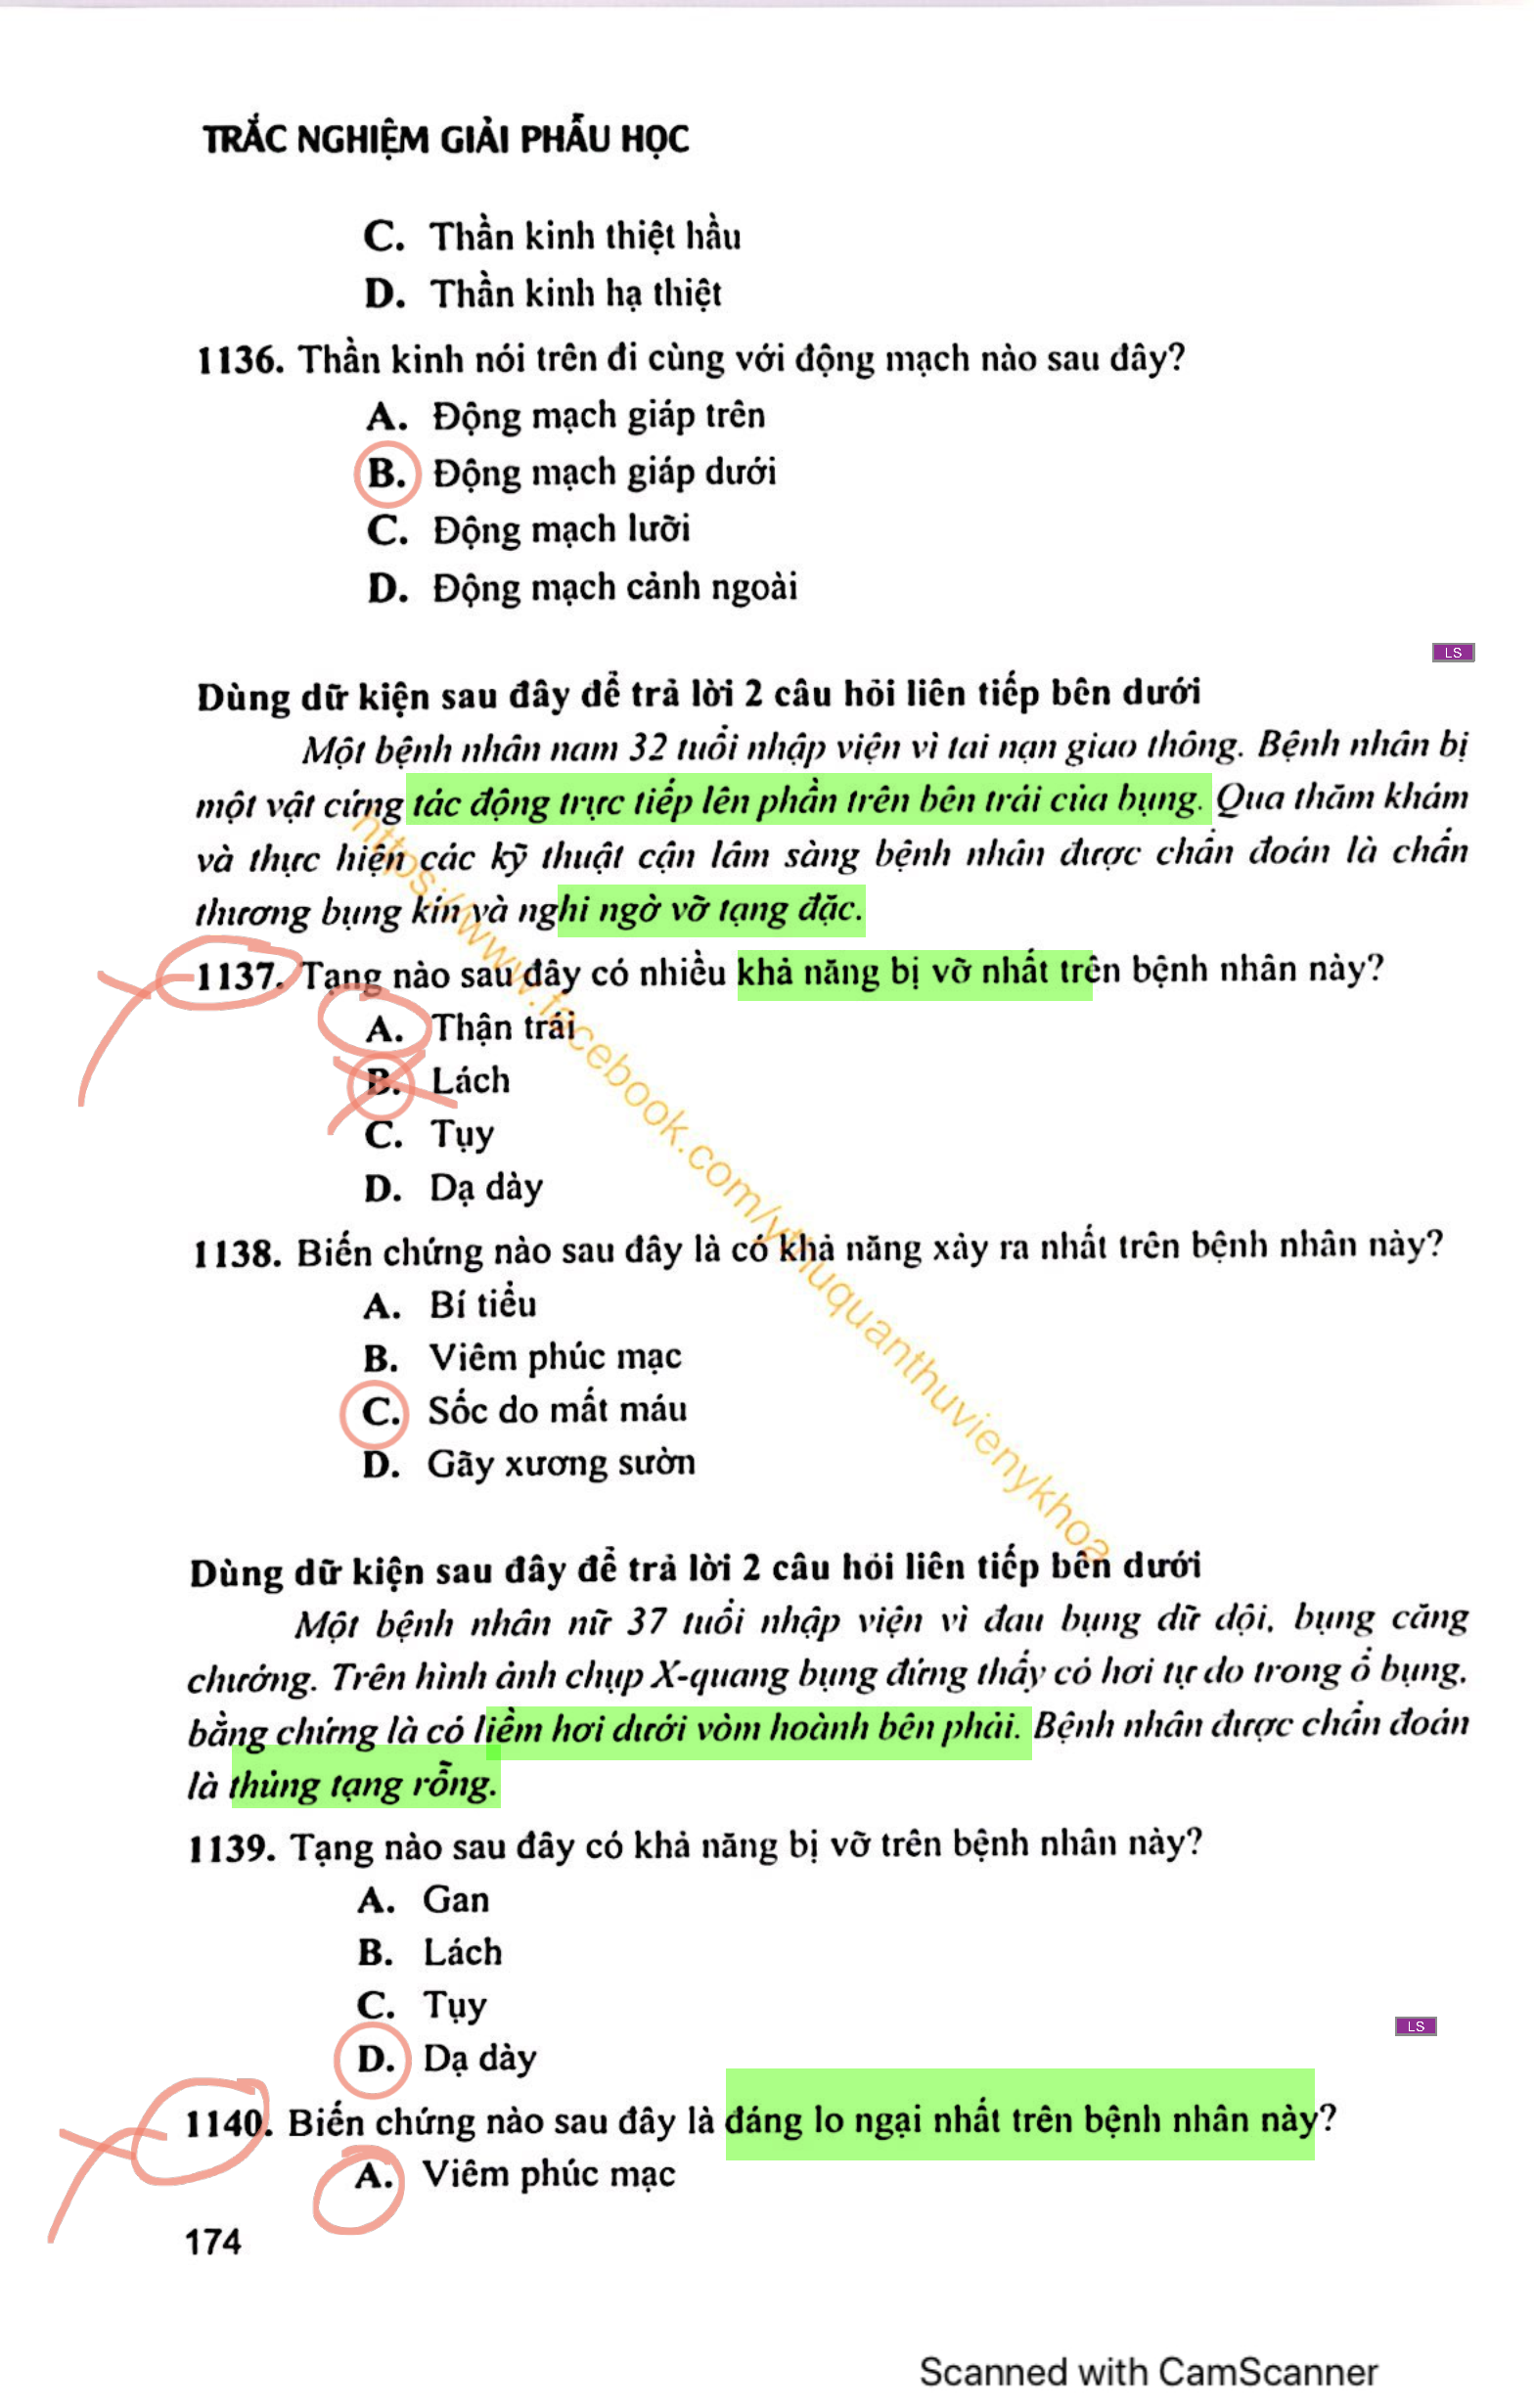 TRẮC NGHIỆM GIẢI PHẪU HỌC
C. Thần kinh thiệt hầu
D. Thần kinh hạ thiệt
1136. Thần kinh nói trên đi cùng với động mạch nào sau đây?
A. Động mạch giáp trên
B. Động mạch giáp dưới
C. Động mạch lưỡi
D. Động mạch cảnh ngoài
LS
Dùng dữ kiện sau đây để trả lời 2 câu hỏi liên tiếp bên dưới
Một bệnh nhân nam 32 tuổi nhập viện vì tai nạn giao thông. Bệnh nhân bị
một vật cứng tác động trực tiếp lên phần trên bên trái của bụng. Qua thăm khám
và thực hiện các kỹ thuật cận lâm sàng bệnh nhân được chẩn đoán là chấn
thương bụng kín và nghi ngờ vỡ tạng đặc.
1137. Tạng nào sau đây có nhiều khả năng bị vỡ nhất trên bệnh nhân này?
A. Thận trái
B. Lách
C. Tụy
D. Dạ dày
1138. Biến chứng nào sau đây là có khả năng xảy ra nhất trên bệnh nhân này?
A. Bí tiểu
B. Viêm phúc mạc
C. Sốc do mất máu
D. Gãy xương sườn
https://www.facebook.com/ythuquanthuvienykhoa
Dùng dữ kiện sau đây để trả lời 2 câu hỏi liên tiếp bên dưới
Một bệnh nhân nữ 37 tuổi nhập viện vì đau bụng dữ dội, bụng căng
chướng. Trên hình ảnh chụp X-quang bụng đứng thấy có hơi tự do trong ổ bụng,
bằng chứng là có liềm hơi dưới vòm hoành bên phải. Bệnh nhân được chẩn đoán
là thủng tạng rỗng.
1139. Tạng nào sau đây có khả năng bị vỡ trên bệnh nhân này?
A. Gan
B. Lách
C. Tụy
D. Dạ dày
LS
1140. Biến chứng nào sau đây là đáng lo ngại nhất trên bệnh nhân này?
A. Viêm phúc mạc
174
Scanned with CamScanner